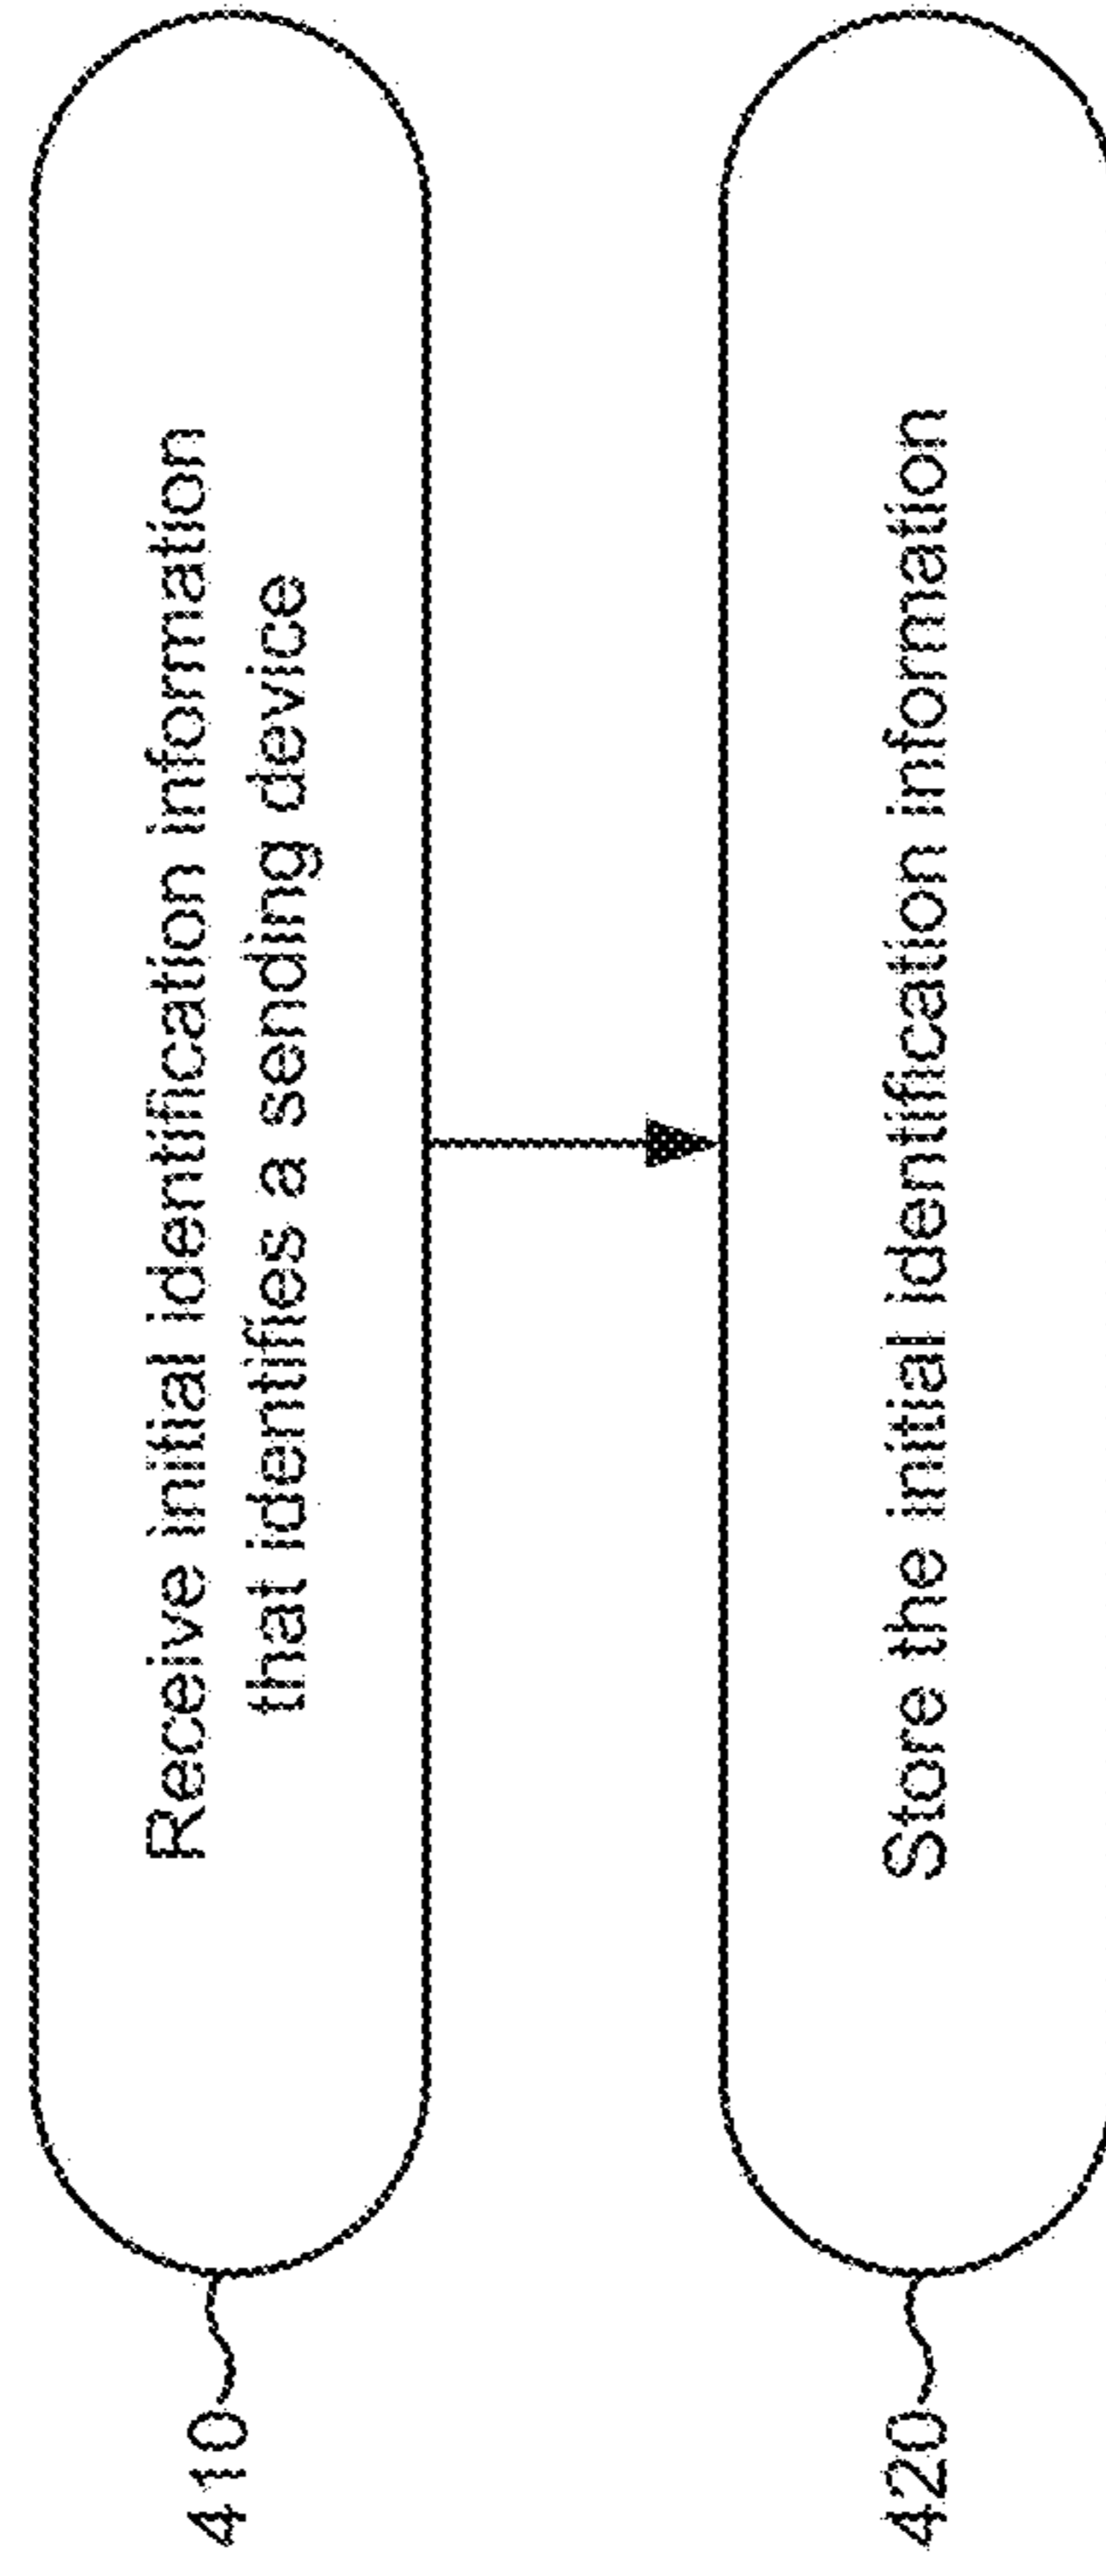 410
Receive initial identification information
that identifies a sending device
420
Store the initial identification information